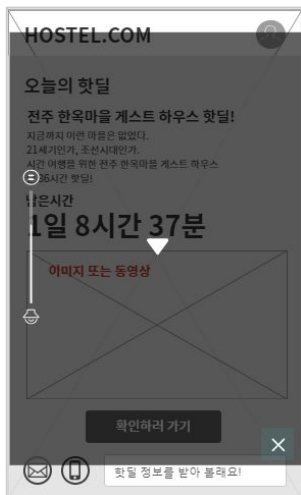 HOSTEL.COM
오늘의 핫딜
전주 한옥마을 게스트 하우스 핫딜!
지금까지 이런 마을은 없었다.
21세기인가, 조선시대인가.
시간 여행을 위한 전주 한옥마을 게스트 하우스
36시간 핫딜!
남은시간
1일 8시간 37분
이미지 또는 동영상
확인하러 가기
핫딜 정보를 받아 볼래요!